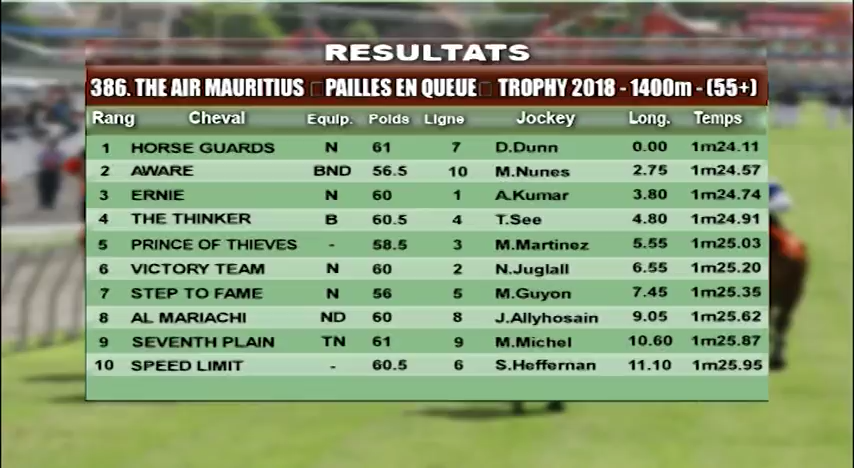 RESULTATS
386. THE AIR MAURITIUS □PAILLES EN QUEUE□ TROPHY 2018 - 1400m - (55+)
Rang Cheval Equip. Poids Ligne Jockey Long. Temps
1 HORSE GUARDS N 61 7 D.Dunn 0.00 1m24.11
2 AWARE BND 56.5 10 M.Nunes 2.75 1m24.57
3 ERNIE N 60 1 A.Kumar 3.80 1m24.74
4 THE THINKER B 60.5 4 T.See 4.80 1m24.91
5 PRINCE OF THIEVES - 58.5 3 M.Martinez 5.55 1m25.03
6 VICTORY TEAM N 60 2 N.Juglall 6.55 1m25.20
7 STEP TO FAME N 56 5 M.Guyon 7.45 1m25.35
8 AL MARIACHI ND 60 8 J.Allyhosain 9.05 1m25.62
9 SEVENTH PLAIN TN 61 9 M.Michel 10.60 1m25.87
10 SPEED LIMIT - 60.5 6 S.Heffernan 11.10 1m25.95